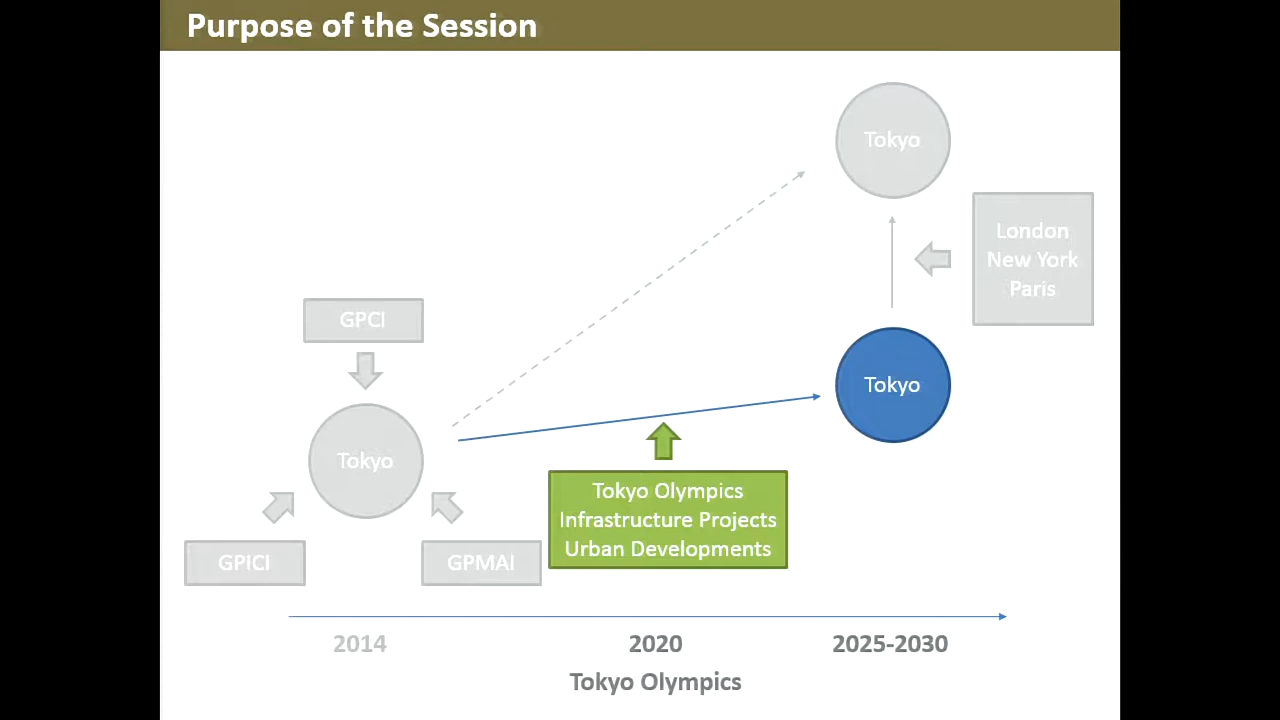 Purpose of the Session
Tokyo
London
New York
Paris
GPCI
Tokyo
Tokyo
Tokyo Olympics
Infrastructure Projects
Urban Developments
GPICI
GPMAI
2014
2020
2025-2030
Tokyo Olympics